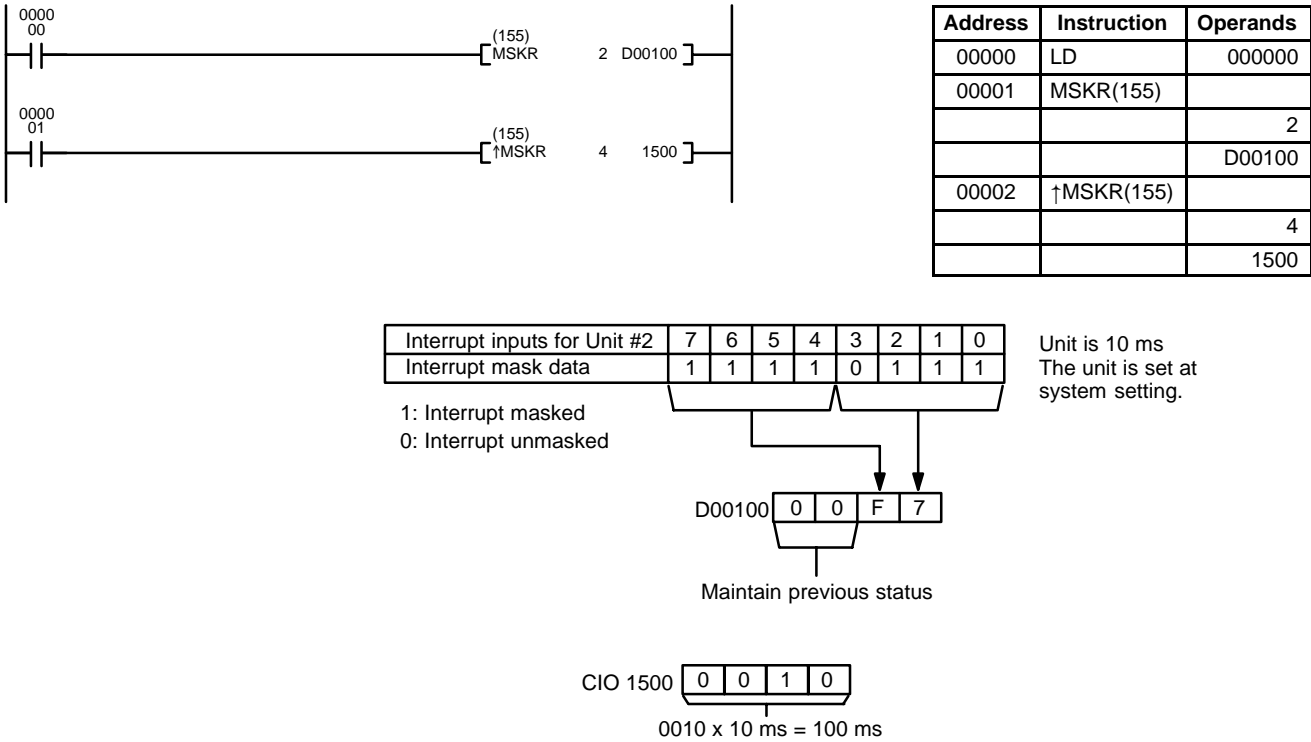 0000
00
(155)
MSKR 2 D00100
0000
01
(155)
↑MSKR 4 1500
Address Instruction Operands
00000 LD 000000
00001 MSKR(155)
2
D00100
00002 ↑MSKR(155)
4
1500
Interrupt inputs for Unit #2 7 6 5 4 3 2 1 0
Interrupt mask data 1 1 1 1 0 1 1 1
Unit is 10 ms
The unit is set at
system setting.
1: Interrupt masked
0: Interrupt unmasked
D00100 0 0 F 7
Maintain previous status
CIO 1500 0 0 1 0
0010 x 10 ms = 100 ms